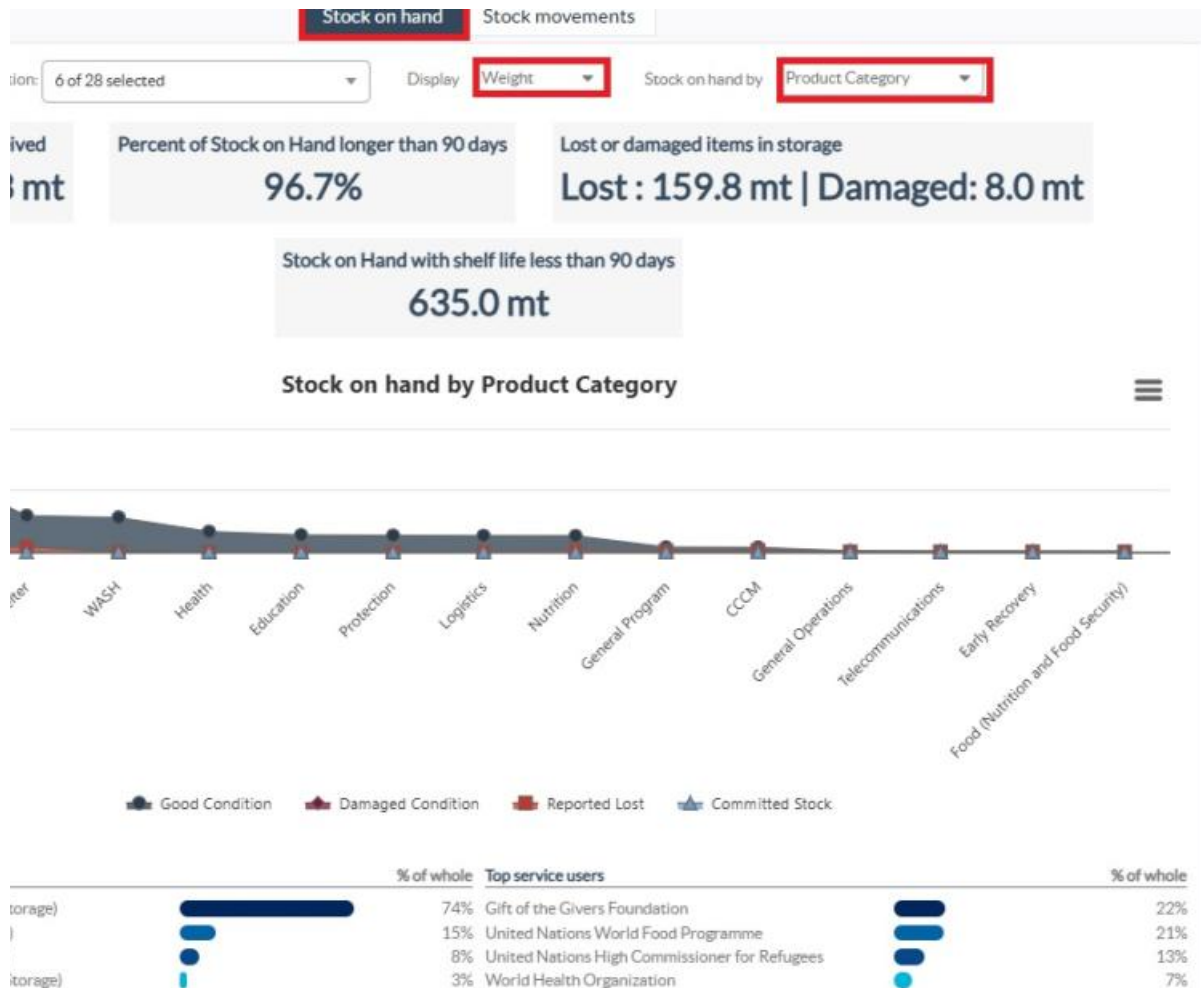 Stock on hand Stock movements
tion: 6 of 28 selected Display Weight Stock on hand by Product Category
ived Percent of Stock on Hand longer than 90 days Lost or damaged items in storage
mt 96.7% Lost : 159.8 mt | Damaged: 8.0 mt
Stock on Hand with shelf life less than 90 days
635.0 mt
Stock on hand by Product Category
WASH Health Education Protection Logistics Nutrition General Program CCCM General Operations Telecommunications Early Recovery Food (Nutrition and Food Security)
Good Condition Damaged Condition Reported Lost Committed Stock
% of whole Top service users % of whole
torage) 74% Gift of the Givers Foundation 22%
) 15% United Nations World Food Programme 21%
8% United Nations High Commissioner for Refugees 13%
torage) 3% World Health Organization 7%